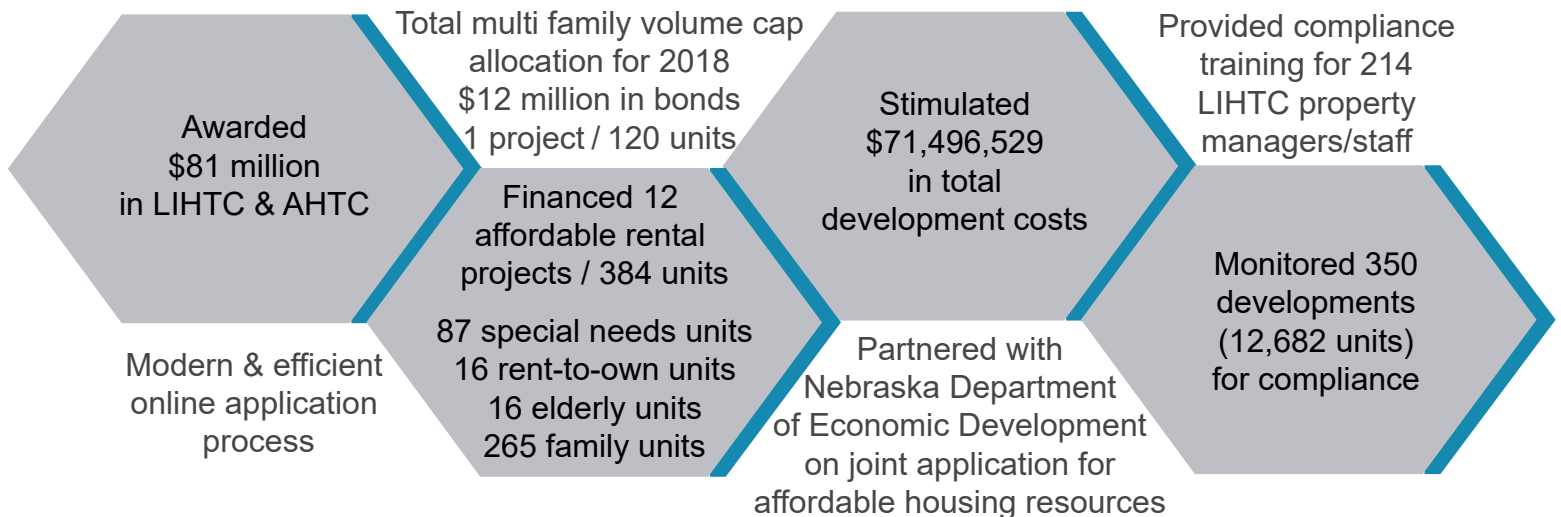 Awarded
$81 million
in LIHTC & AHTC
Modern & efficient
online application
process
Total multi family volume cap
allocation for 2018
$12 million in bonds
1 project / 120 units
Financed 12
affordable rental
projects / 384 units
87 special needs units
16 rent-to-own units
16 elderly units
265 family units
Stimulated
$71,496,529
in total
development costs
Partnered with
Nebraska Department
of Economic Development
on joint application for
affordable housing resources
Provided compliance
training for 214
LIHTC property
managers/staff
Monitored 350
developments
(12,682 units)
for compliance